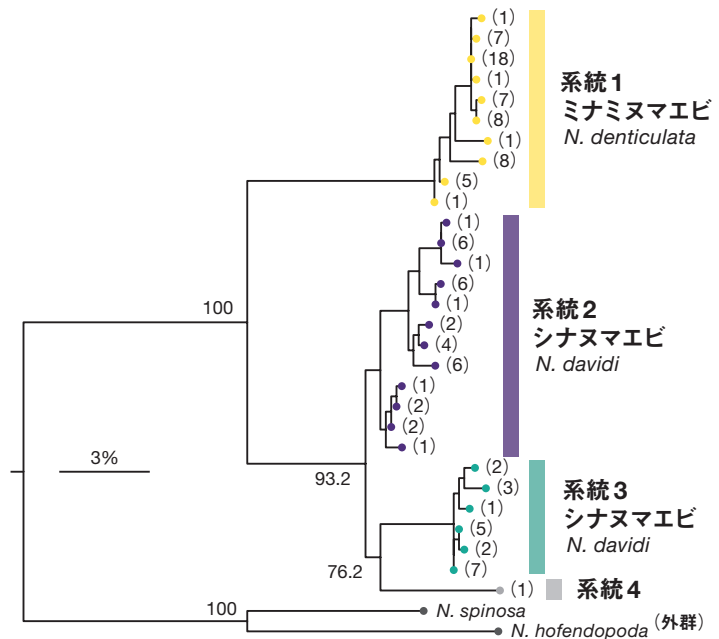 (1)
(7)
(18)
(1)
(7)
(8)
(1)
(8)
(5)
(1)
系統1
ミナミヌマエビ
N. denticulata
(1)
(6)
(1)
(6)
(1)
(2)
(4)
(6)
(1)
(2)
(2)
(1)
系統2
シナヌマエビ
N. davidi
100
3%
93.2
(2)
(3)
(1)
(5)
(2)
(7)
系統3
シナヌマエビ
N. davidi
76.2
(1)
系統4
100
N. spinosa
N. hofendopoda(外群)